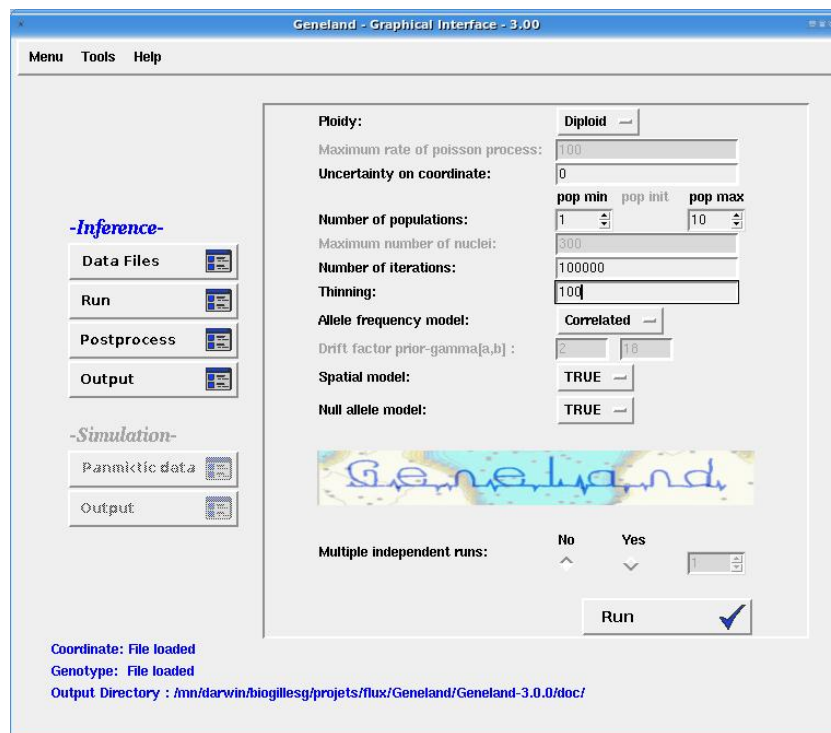 Geneland - Graphical Interface - 3.00
Menu Tools Help
Ploidy: Diploid
Maximum rate of poisson process: 100
Uncertainty on coordinate: 0
pop min pop init pop max
Number of populations: 1 10
Maximum number of nuclei: 300
Number of iterations: 100000
Thinning: 100
Allele frequency model: Correlated
Drift factor prior-gamma[a,b] : 2 18
Spatial model: TRUE
Null allele model: TRUE
-Inference-
Data Files
Run
Postprocess
Output
-Simulation-
Panmictic data
Output
Geneland
No Yes
Multiple independent runs: 1
Run
Coordinate: File loaded
Genotype: File loaded
Output Directory : /mn/darwin/biogillesg/projets/flux/Geneland/Geneland-3.0.0/doc/